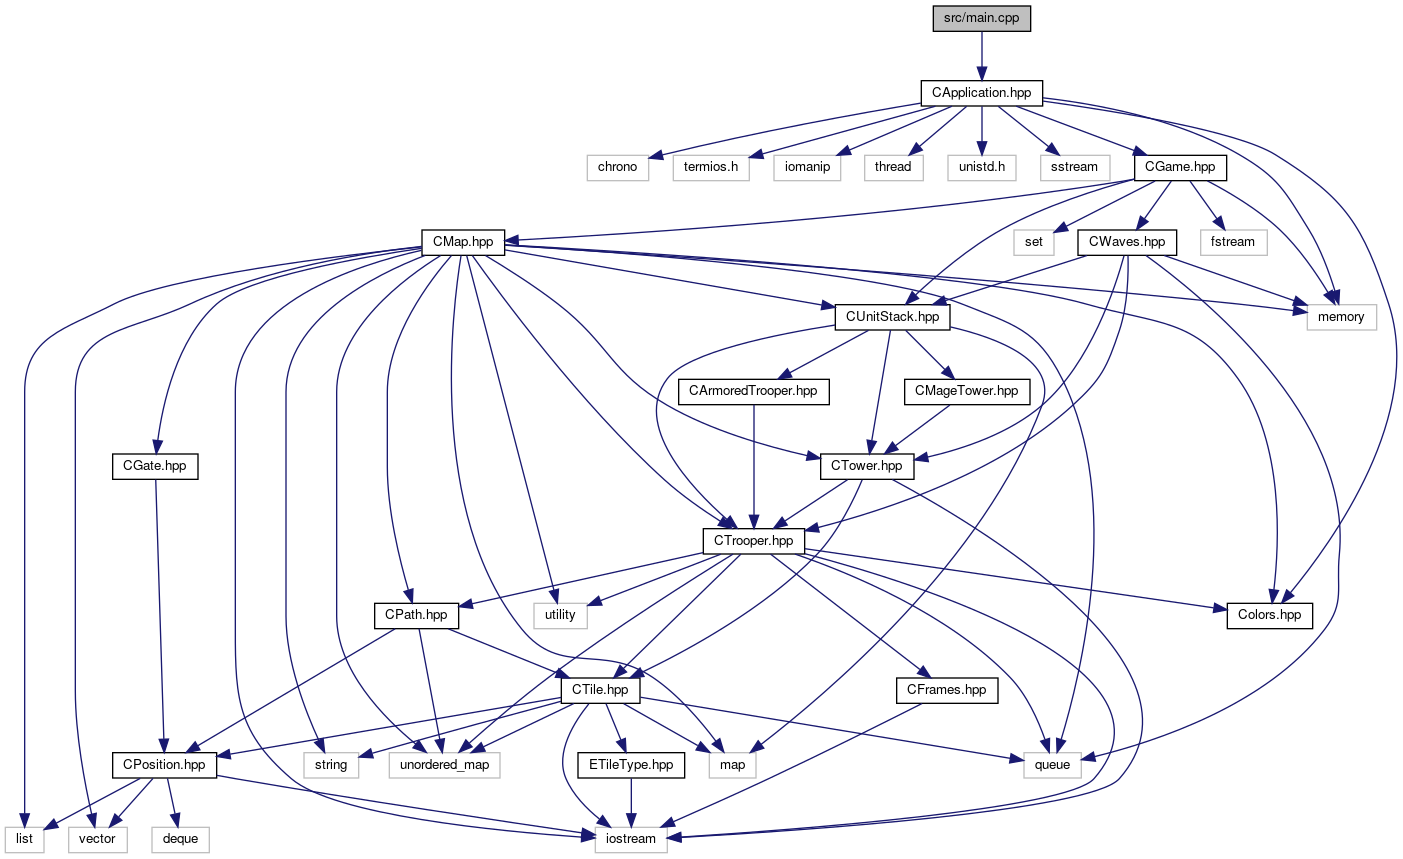 src/main.cpp
CApplication.hpp
chrono
termios.h
iomanip
thread
unistd.h
sstream
CGame.hpp
CMap.hpp
set
CWaves.hpp
fstream
CUnitStack.hpp
memory
CArmoredTrooper.hpp
CMageTower.hpp
CGate.hpp
CTower.hpp
CTrooper.hpp
CPath.hpp
utility
Colors.hpp
CTile.hpp
CFrames.hpp
CPosition.hpp
string
unordered_map
ETileType.hpp
map
queue
list
vector
deque
iostream